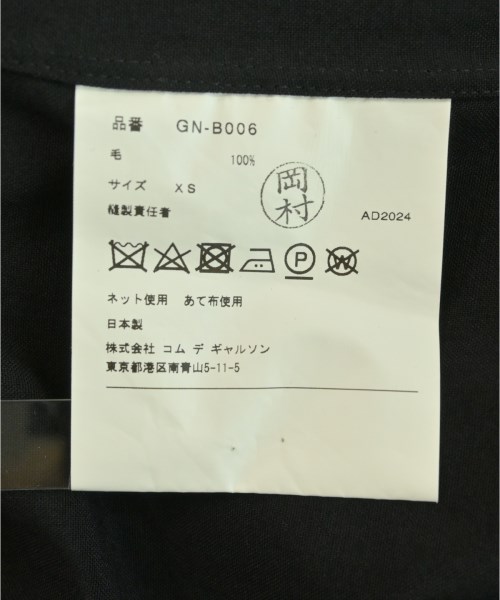 品番 GN-B006
毛 100%
サイズ XS
岡村
縫製責任者 AD2024
P W
ネット使用 あて布使用
日本製
株式会社 コム デ ギャルソン
東京都港区南青山5-11-5